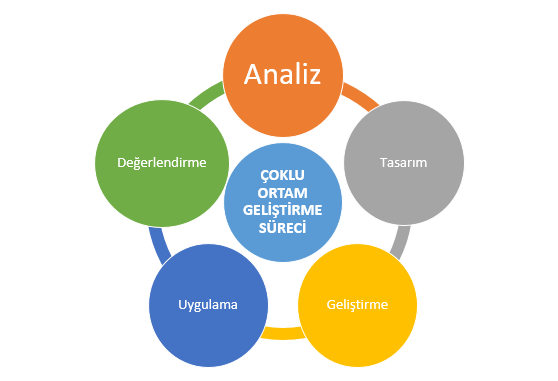 Analiz
Değerlendirme
Tasarım
ÇOKLU
ORTAM
GELİŞTİRME
SÜRECİ
Uygulama
Geliştirme